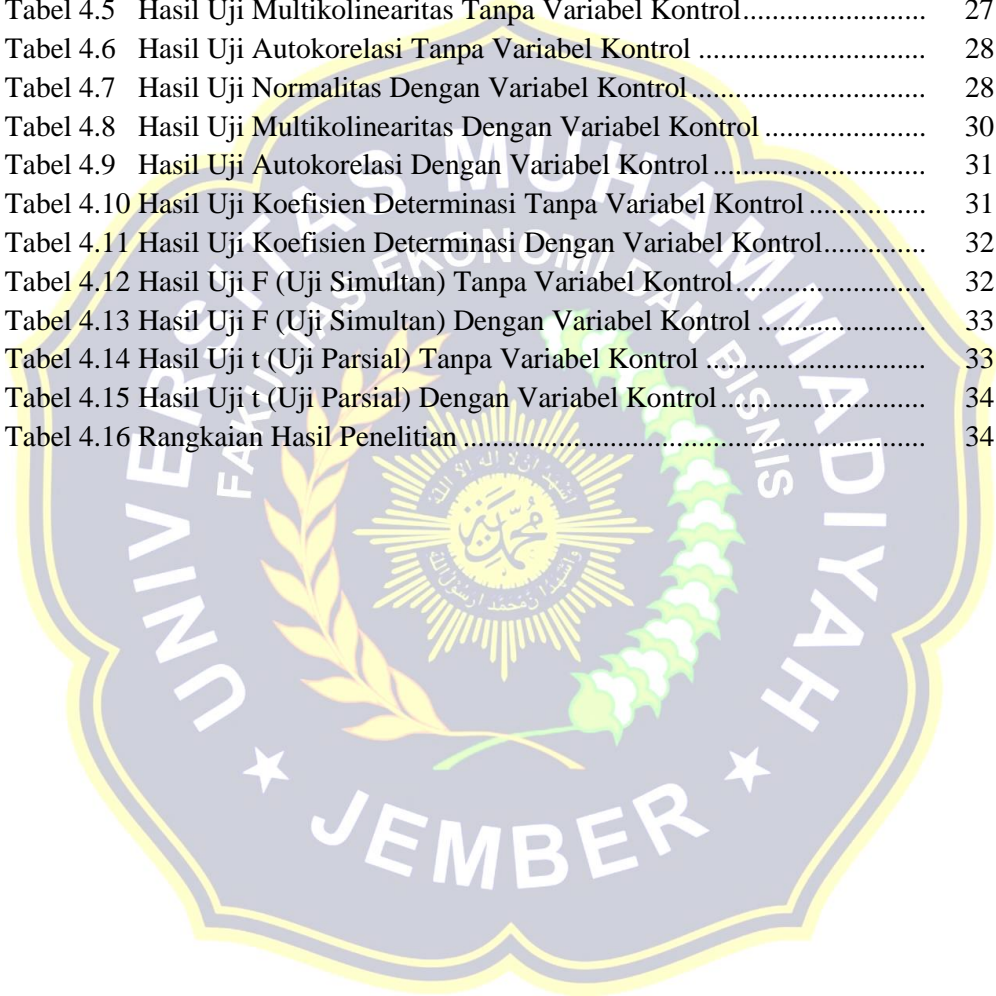 Tabel 4.5 Hasil Uji Multikolinearitas Tanpa Variabel Kontrol........................ 27
Tabel 4.6 Hasil Uji Autokorelasi Tanpa Variabel Kontrol .............................. 28
Tabel 4.7 Hasil Uji Normalitas Dengan Variabel Kontrol ............................... 28
Tabel 4.8 Hasil Uji Multikolinearitas Dengan Variabel Kontrol ..................... 30
Tabel 4.9 Hasil Uji Autokorelasi Dengan Variabel Kontrol ............................ 31
Tabel 4.10 Hasil Uji Koefisien Determinasi Tanpa Variabel Kontrol ............... 31
Tabel 4.11 Hasil Uji Koefisien Determinasi Dengan Variabel Kontrol............. 32
Tabel 4.12 Hasil Uji F (Uji Simultan) Tanpa Variabel Kontrol......................... 32
Tabel 4.13 Hasil Uji F (Uji Simultan) Dengan Variabel Kontrol ...................... 33
Tabel 4.14 Hasil Uji t (Uji Parsial) Tanpa Variabel Kontrol ............................. 33
Tabel 4.15 Hasil Uji t (Uji Parsial) Dengan Variabel Kontrol ........................... 34
Tabel 4.16 Rangkaian Hasil Penelitian ............................................................. 34
UNIVERSITAS MUHAMMADIYAH
FAKULTAS EKONOMI DAN BISNIS
محمد
JEMBER